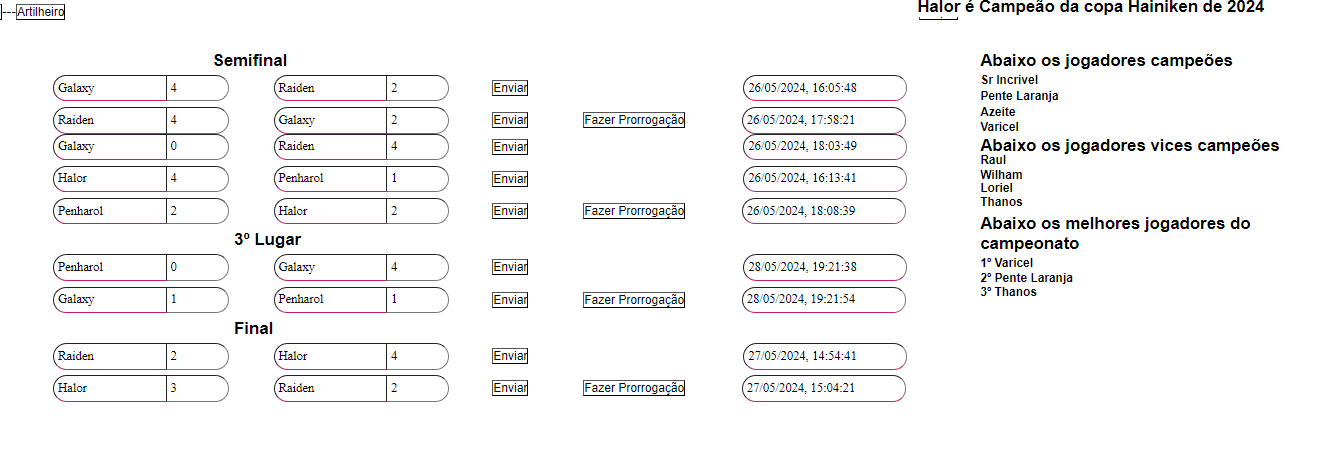 ---Artilheiro
Halor é Campeão da copa Hainiken de 2024
Semifinal
Galaxy 4 Raiden 2 Enviar 26/05/2024, 16:05:48
Raiden 4 Galaxy 2 Enviar Fazer Prorrogação 26/05/2024, 17:58:21
Galaxy 0 Raiden 4 Enviar 26/05/2024, 18:03:49
Halor 4 Penharol 1 Enviar 26/05/2024, 16:13:41
Penharol 2 Halor 2 Enviar Fazer Prorrogação 26/05/2024, 18:08:39
3º Lugar
Penharol 0 Galaxy 4 Enviar 28/05/2024, 19:21:38
Galaxy 1 Penharol 1 Enviar Fazer Prorrogação 28/05/2024, 19:21:54
Final
Raiden 2 Halor 4 Enviar 27/05/2024, 14:54:41
Halor 3 Raiden 2 Enviar Fazer Prorrogação 27/05/2024, 15:04:21
Abaixo os jogadores campeões
Sr Incrivel
Pente Laranja
Azeite
Varicel
Abaixo os jogadores vices campeões
Raul
Wilham
Loriel
Thanos
Abaixo os melhores jogadores do
campeonato
1º Varicel
2º Pente Laranja
3º Thanos